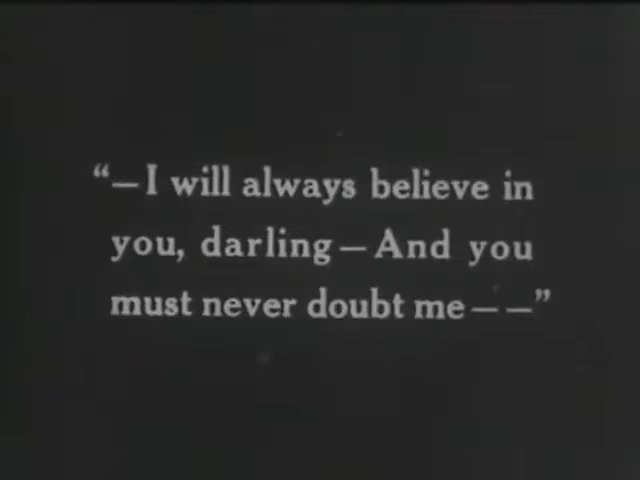 “—I will always believe in
you, darling—And you
must never doubt me——”